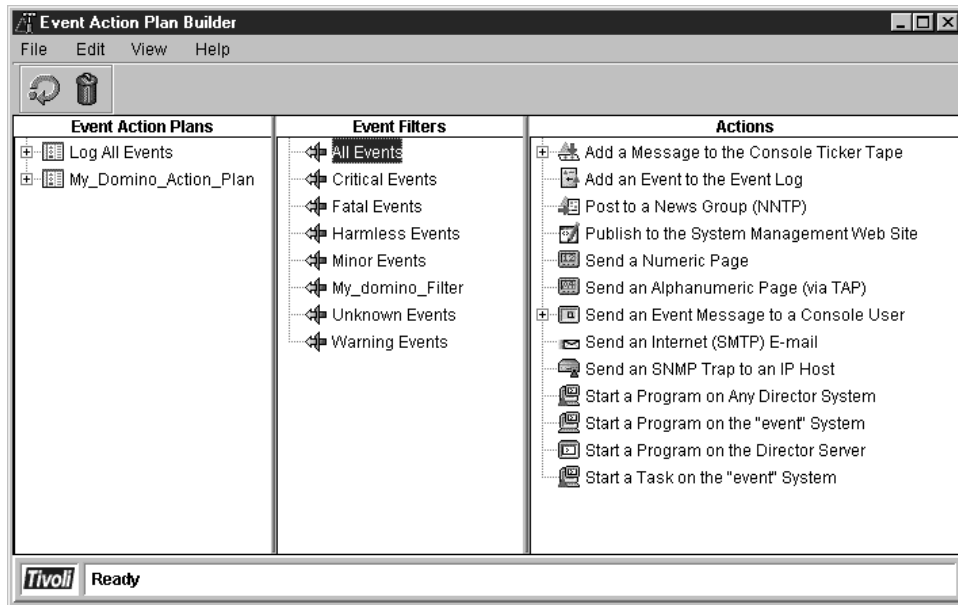 Event Action Plan Builder
File Edit View Help
Event Action Plans
Log All Events
My_Domino_Action_Plan
Event Filters
All Events
Critical Events
Fatal Events
Harmless Events
Minor Events
My_domino_Filter
Unknown Events
Warning Events
Actions
Add a Message to the Console Ticker Tape
Add an Event to the Event Log
Post to a News Group (NNTP)
Publish to the System Management Web Site
Send a Numeric Page
Send an Alphanumeric Page (via TAP)
Send an Event Message to a Console User
Send an Internet (SMTP) E-mail
Send an SNMP Trap to an IP Host
Start a Program on Any Director System
Start a Program on the "event" System
Start a Program on the Director Server
Start a Task on the "event" System
Tivoli Ready